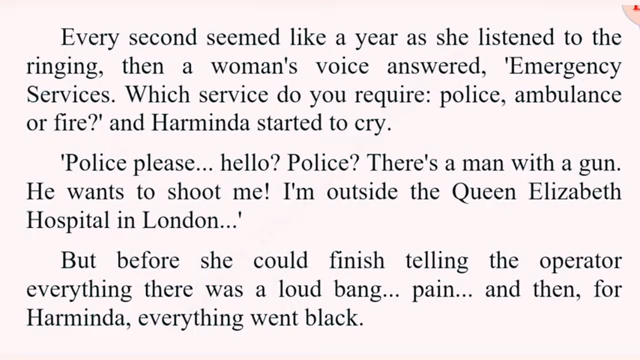 Every second seemed like a year as she listened to the
ringing, then a woman's voice answered, 'Emergency
Services. Which service do you require: police, ambulance
or fire?' and Harminda started to cry.
'Police please... hello? Police? There's a man with a gun.
He wants to shoot me! I'm outside the Queen Elizabeth
Hospital in London...'
But before she could finish telling the operator
everything there was a loud bang... pain... and then, for
Harminda, everything went black.